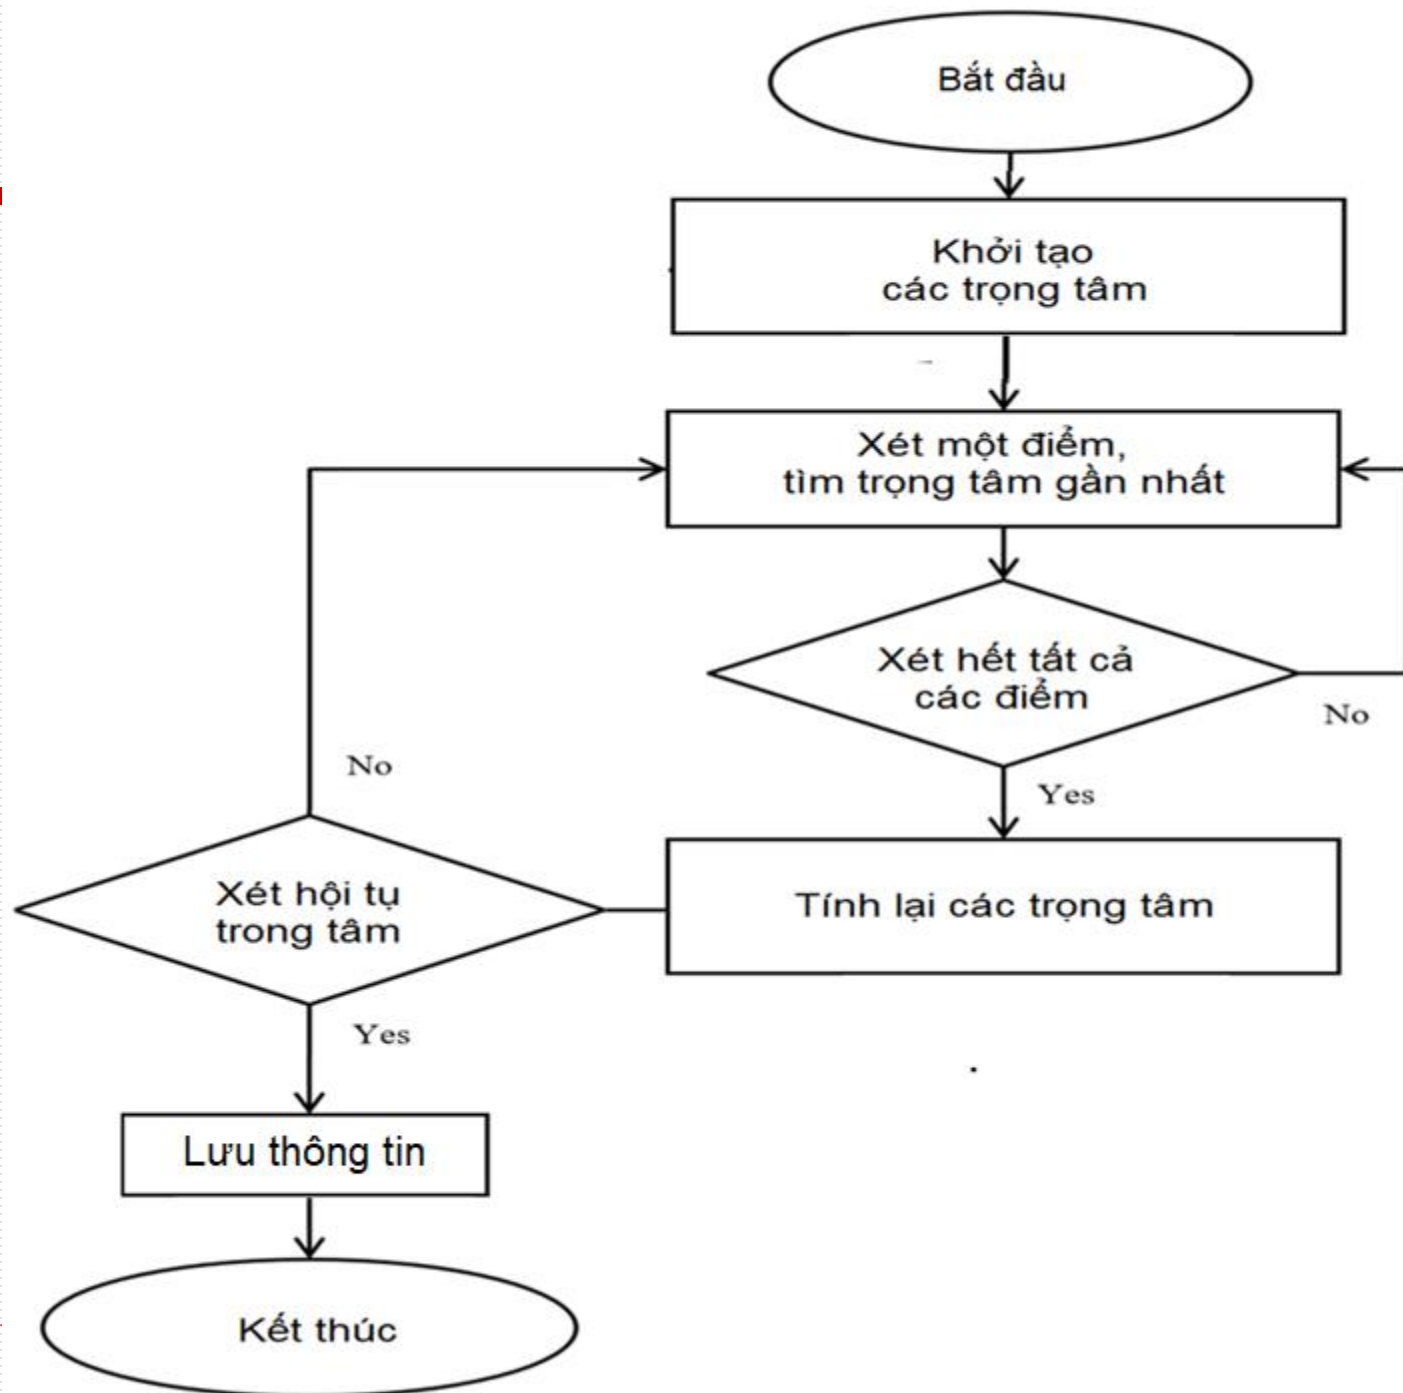 Bắt đầu
Khởi tạo
các trọng tâm
Xét một điểm,
tìm trọng tâm gần nhất
Xét hết tất cả
các điểm
No
Yes
Tính lại các trọng tâm
No
Xét hội tụ
trong tâm
Yes
Lưu thông tin
Kết thúc